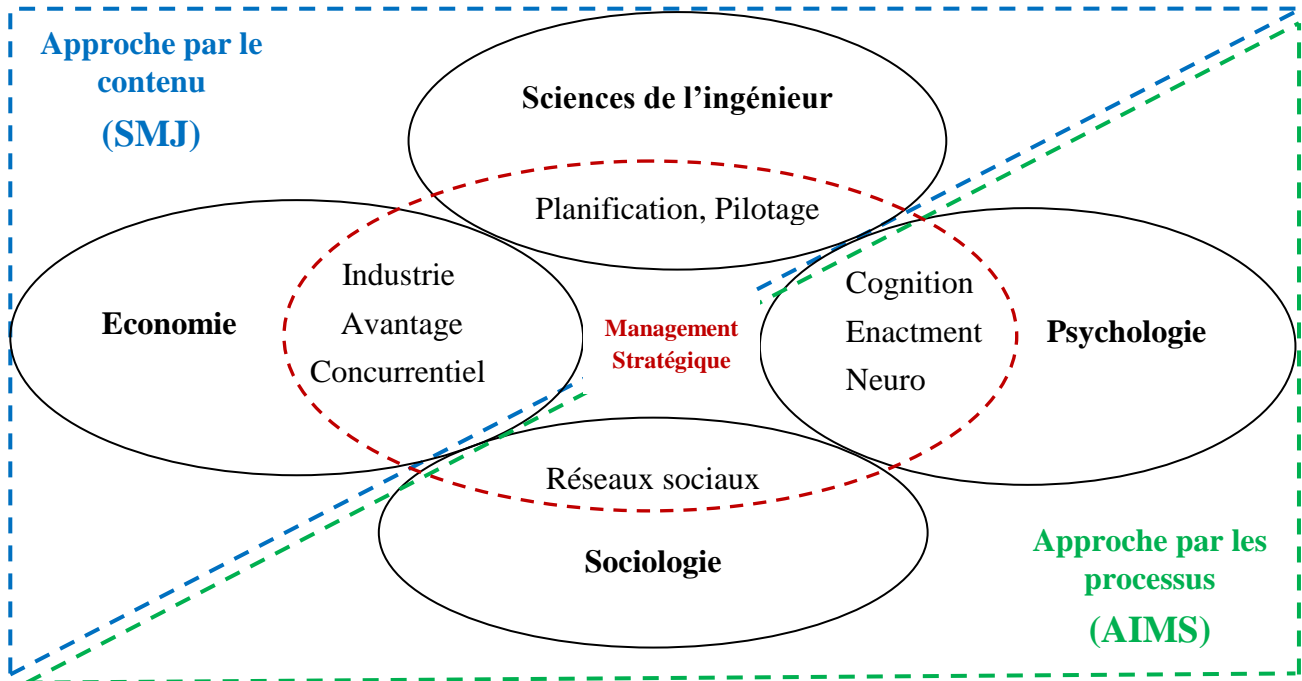 Approche par le
contenu
(SMJ)
Sciences de l’ingénieur
Planification, Pilotage
Industrie
Avantage
Concurrentiel
Economie
Management
Stratégique
Cognition
Enactment
Neuro
Psychologie
Réseaux sociaux
Sociologie
Approche par les
processus
(AIMS)